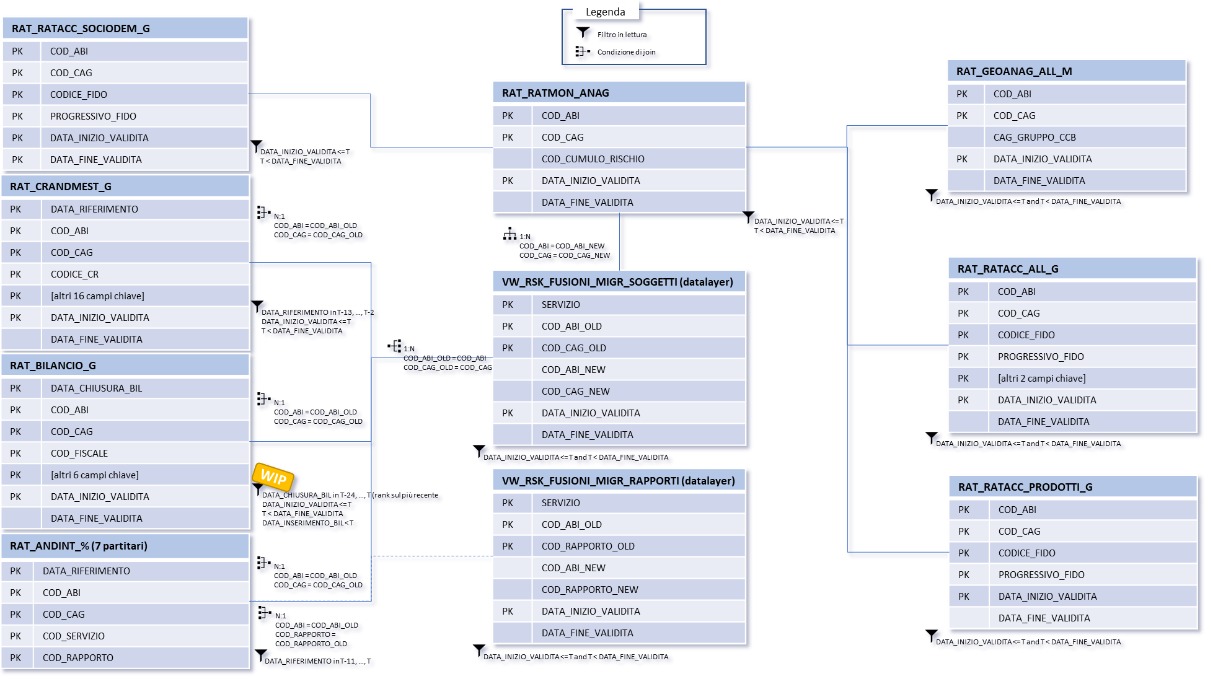 Legenda
Filtro in lettura
Condizione di join
RAT_RATACC_SOCIODEM_G
PK COD_ABI
PK COD_CAG
PK CODICE_FIDO
PK PROGRESSIVO_FIDO
PK DATA_INIZIO_VALIDITA
PK DATA_FINE_VALIDITA
DATA_INIZIO_VALIDITA <=T
T < DATA_FINE_VALIDITA
RAT_CRANDMEST_G
PK DATA_RIFERIMENTO
PK COD_ABI
PK COD_CAG
PK CODICE_CR
PK [altri 16 campi chiave]
PK DATA_INIZIO_VALIDITA
DATA_FINE_VALIDITA
N:1
COD_ABI =COD_ABI_OLD
COD_CAG = COD_CAG_OLD
DATA_RIFERIMENTO in T-13, ..., T-2
DATA_INIZIO_VALIDITA <=T
T < DATA_FINE_VALIDITA
RAT_BILANCIO_G
PK DATA_CHIUSURA_BIL
PK COD_ABI
PK COD_CAG
PK COD_FISCALE
PK [altri 6 campi chiave]
PK DATA_INIZIO_VALIDITA
DATA_FINE_VALIDITA
N:1
COD_ABI =COD_ABI_OLD
COD_CAG = COD_CAG_OLD
WIP
DATA_CHIUSURA_BIL in T-24, ..., T (rank sul più recente
DATA_INIZIO_VALIDITA <=T
T < DATA_FINE_VALIDITA
DATA_INSERIMENTO_BIL<T
RAT_ANDINT_% (7 partitari)
PK DATA_RIFERIMENTO
PK COD_ABI
PK COD_CAG
PK COD_SERVIZIO
PK COD_RAPPORTO
N:1
COD_ABI =COD_ABI_OLD
COD_CAG = COD_CAG_OLD
N:1
COD_ABI =COD_ABI_OLD
COD_RAPPORTO =
COD_RAPPORTO_OLD
DATA_RIFERIMENTO in T-11, ..., T
RAT_RATMON_ANAG
PK COD_ABI
PK COD_CAG
COD_CUMULO_RISCHIO
PK DATA_INIZIO_VALIDITA
DATA_FINE_VALIDITA
DATA_INIZIO_VALIDITA <=T
T < DATA_FINE_VALIDITA
1:N
COD_ABI = COD_ABI_NEW
COD_CAG = COD_CAG_NEW
1:N
COD_ABI_OLD = COD_ABI
COD_CAG_OLD = COD_CAG
VW_RSK_FUSIONI_MIGR_SOGGETTI (datalayer)
PK SERVIZIO
PK COD_ABI_OLD
PK COD_CAG_OLD
COD_ABI_NEW
COD_CAG_NEW
PK DATA_INIZIO_VALIDITA
DATA_FINE_VALIDITA
DATA_INIZIO_VALIDITA <=T and T < DATA_FINE_VALIDITA
VW_RSK_FUSIONI_MIGR_RAPPORTI (datalayer)
PK SERVIZIO
PK COD_ABI_OLD
PK COD_RAPPORTO_OLD
COD_ABI_NEW
COD_RAPPORTO_NEW
PK DATA_INIZIO_VALIDITA
DATA_FINE_VALIDITA
DATA_INIZIO_VALIDITA <=T and T < DATA_FINE_VALIDITA
RAT_GEOANAG_ALL_M
PK COD_ABI
PK COD_CAG
CAG_GRUPPO_CCB
PK DATA_INIZIO_VALIDITA
DATA_FINE_VALIDITA
DATA_INIZIO_VALIDITA <=T and T < DATA_FINE_VALIDITA
RAT_RATACC_ALL_G
PK COD_ABI
PK COD_CAG
PK CODICE_FIDO
PK PROGRESSIVO_FIDO
PK [altri 2 campi chiave]
PK DATA_INIZIO_VALIDITA
DATA_FINE_VALIDITA
DATA_INIZIO_VALIDITA <=T and T < DATA_FINE_VALIDITA
RAT_RATACC_PRODOTTI_G
PK COD_ABI
PK COD_CAG
PK CODICE_FIDO
PK PROGRESSIVO_FIDO
PK DATA_INIZIO_VALIDITA
DATA_FINE_VALIDITA
DATA_INIZIO_VALIDITA <=T and T < DATA_FINE_VALIDITA